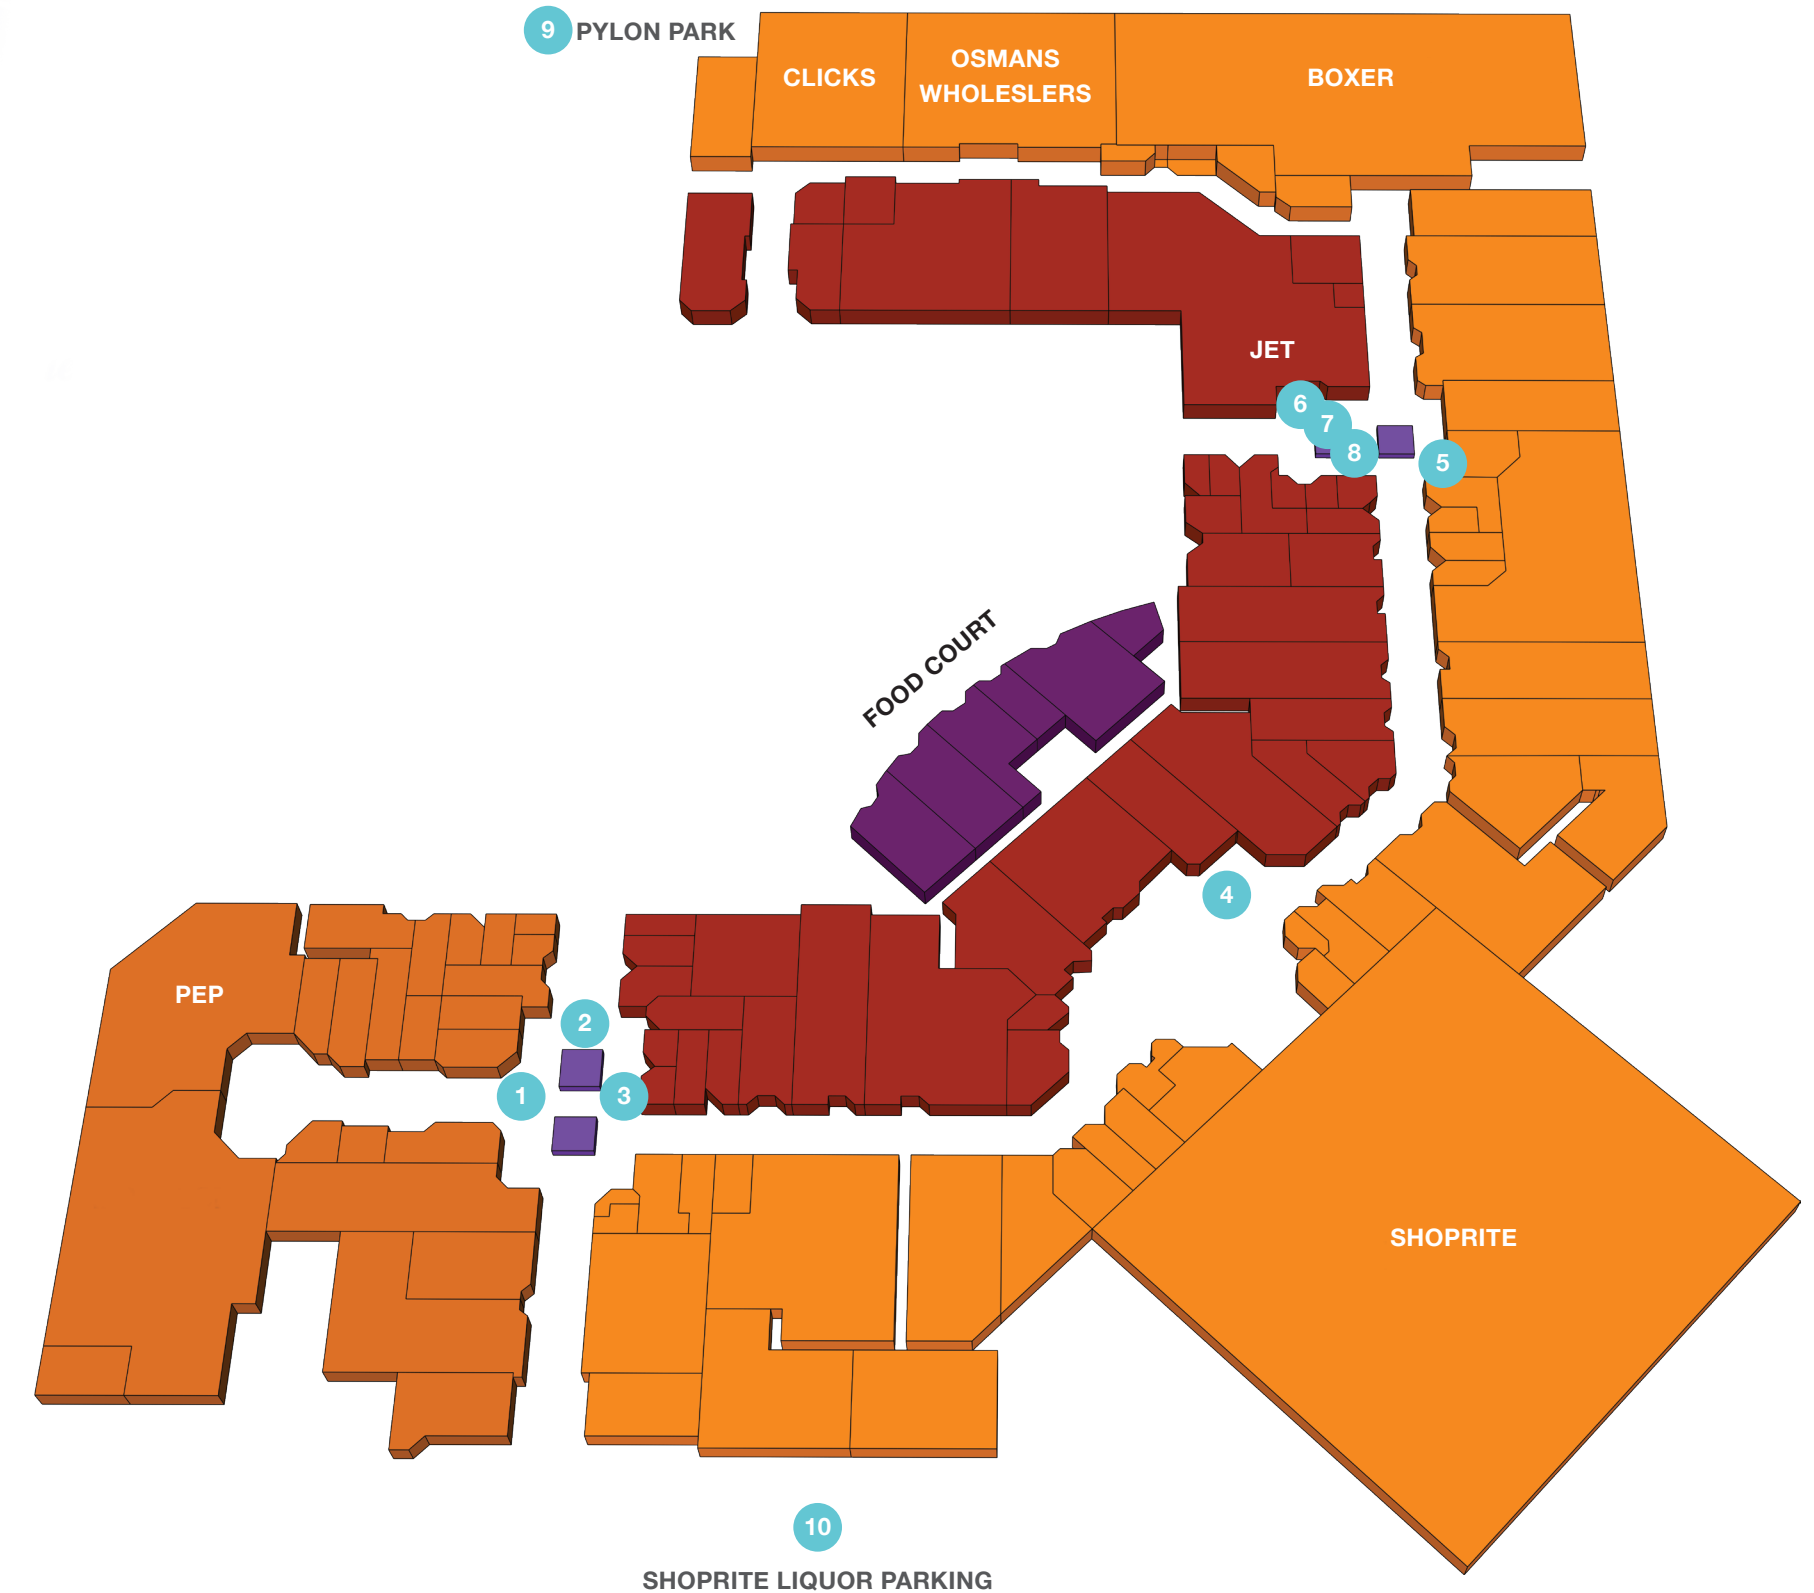 9 PYLON PARK
CLICKS
OSMANS
WHOLESLERS
BOXER
JET
6
7
8
5
FOOD COURT
4
PEP
2
1
3
SHOPRITE
10
SHOPRITE LIQUOR PARKING